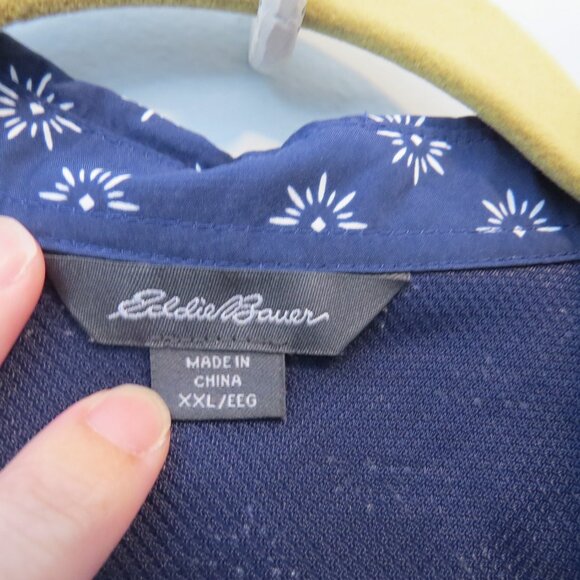 Eddie Bauer
MADE IN
CHINA
XXL/EEG